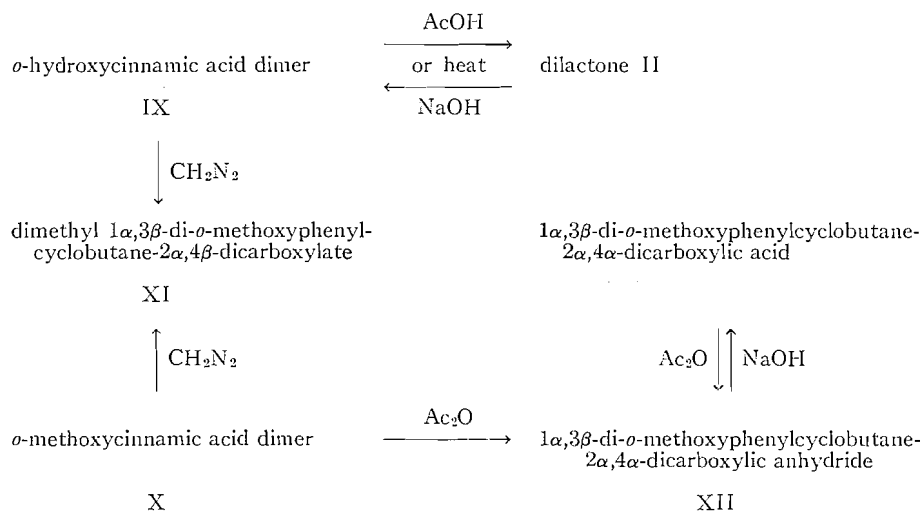 AcOH
o-hydroxycinnamic acid dimer or heat dilactone II
NaOH
IX
CH₂N₂
dimethyl 1α,3β-di-o-methoxyphenyl-
cyclobutane-2α,4β-dicarboxylate
XI
1α,3β-di-o-methoxyphenylcyclobutane-
2α,4α-dicarboxylic acid
CH₂N₂
Ac₂O NaOH
Ac₂O
o-methoxycinnamic acid dimer
X
1α,3β-di-o-methoxyphenylcyclobutane-
2α,4α-dicarboxylic anhydride
XII